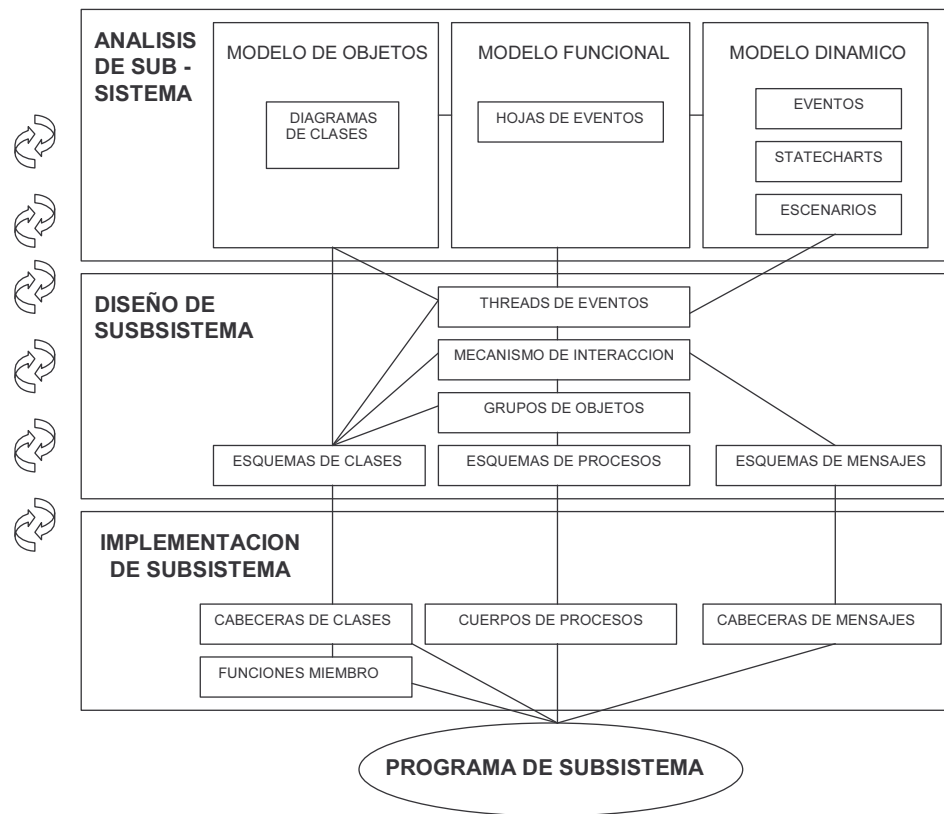 ANALISIS
DE SUB -
SISTEMA
MODELO DE OBJETOS
DIAGRAMAS
DE CLASES
MODELO FUNCIONAL
HOJAS DE EVENTOS
MODELO DINAMICO
EVENTOS
STATECHARTS
ESCENARIOS
DISEÑO DE
SUSBSISTEMA
THREADS DE EVENTOS
MECANISMO DE INTERACCION
GRUPOS DE OBJETOS
ESQUEMAS DE CLASES
ESQUEMAS DE PROCESOS
ESQUEMAS DE MENSAJES
IMPLEMENTACION
DE SUBSISTEMA
CABECERAS DE CLASES
CUERPOS DE PROCESOS
CABECERAS DE MENSAJES
FUNCIONES MIEMBRO
PROGRAMA DE SUBSISTEMA